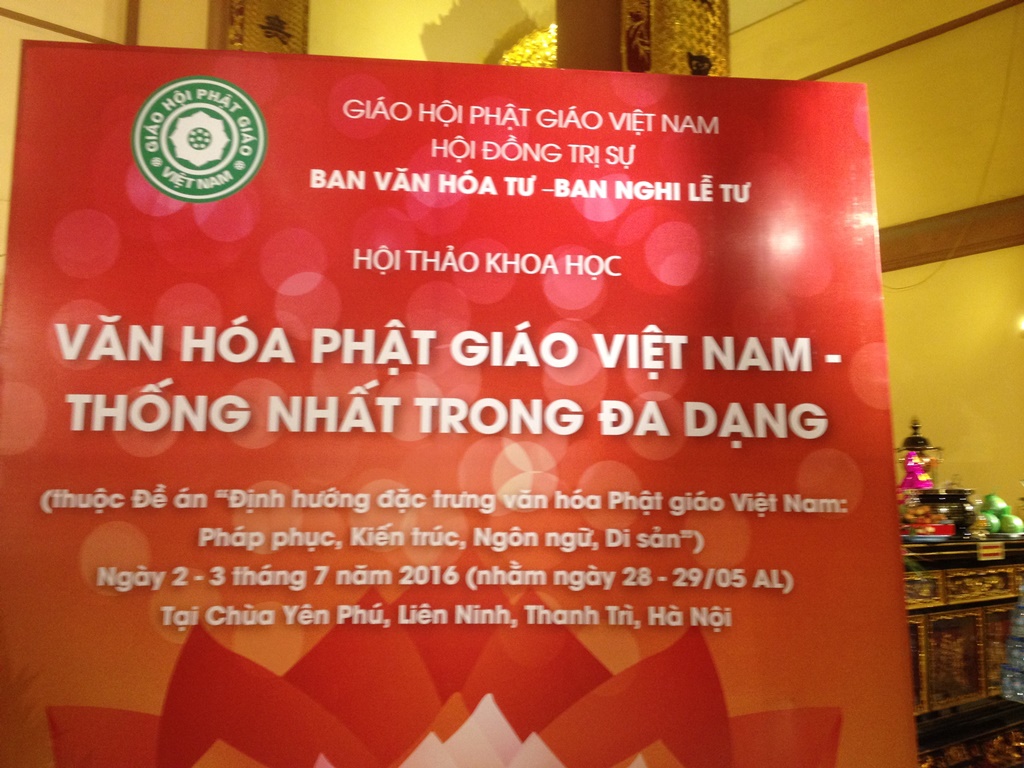 GIÁO HỘI PHẬT GIÁO
VIỆT NAM
GIÁO HỘI PHẬT GIÁO VIỆT NAM
HỘI ĐỒNG TRỊ SỰ
BAN VĂN HÓA TƯ –BAN NGHI LỄ TƯ
HỘI THẢO KHOA HỌC
VĂN HÓA PHẬT GIÁO VIỆT NAM -
THỐNG NHẤT TRONG ĐA DẠNG
(thuộc Đề án “Định hướng đặc trưng văn hóa Phật giáo Việt Nam:
Pháp phục, Kiến trúc, Ngôn ngữ, Di sản”)
Ngày 2 - 3 tháng 7 năm 2016 (nhằm ngày 28 - 29/05 AL)
Tại Chùa Yên Phú, Liên Ninh, Thanh Trì, Hà Nội